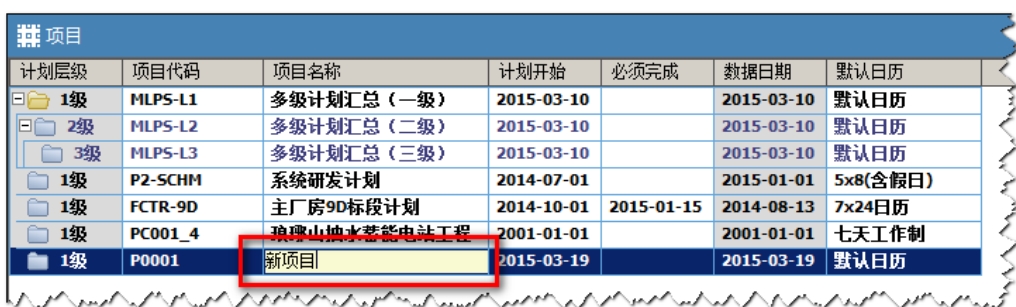 项目
计划层级 项目代码 项目名称 计划开始 必须完成 数据日期 默认日历
1级 MLPS-L1 多级计划汇总（一级） 2015-03-10 2015-03-10 默认日历
2级 MLPS-L2 多级计划汇总（二级） 2015-03-10 2015-03-10 默认日历
3级 MLPS-L3 多级计划汇总（三级） 2015-03-10 2015-03-10 默认日历
1级 P2-SCHM 系统研发计划 2014-07-01 2015-01-01 5x8(含假日)
1级 FCTR-9D 主厂房9D标段计划 2014-10-01 2015-01-15 2014-08-13 7x24日历
1级 PC001_4 琅琊山抽水蓄能电站工程 2001-01-01 2001-01-01 七天工作制
1级 P0001 新项目 2015-03-19 2015-03-19 默认日历